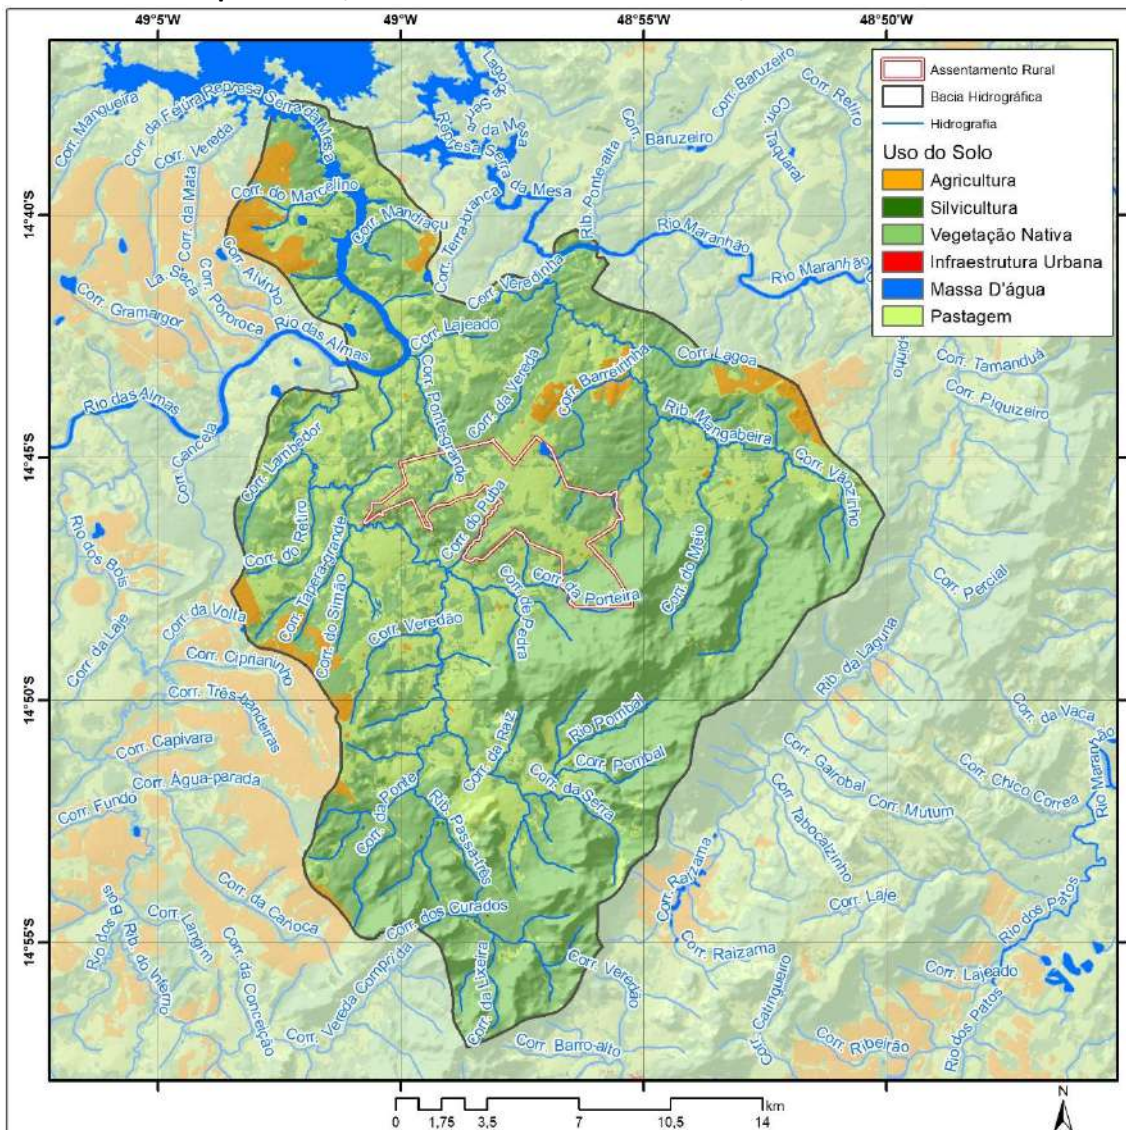 49°5'W 49°W 48°55'W 48°50'W
14°40'S
14°45'S
14°50'S
14°55'S
Assentamento Rural
Bacia Hidrográfica
Hidrografia
Uso do Solo
Agricultura
Silvicultura
Vegetação Nativa
Infraestrutura Urbana
Massa D'água
Pastagem
Corr. Mangueira
Corr. da Feitura
Represa Serra da Mesa
Corr. Vereda
Corr. da Mata
Corr. do Marcelino
Corr. Mandiaçu
Corr. Terra-branca
Represa Serra da Mesa
Rib. Ponte-alta
Corr. Baruzeiro
Corr. Baruzeiro
Corr. Retiro
Corr. Taquaral
Rio Maranhão
Rio Maranhão
Corr. Alvinho
La Seca
Corr. Pororoca
Corr. Gramargor
Rio das Almas
Rio das Almas
Corr. Veredinha
Corr. Lajeado
Corr. Ponte-grande
Corr. da Vereda
Corr. Barreirinha
Corr. Lagoa
Rib. Mangabeira
Corr. Vãozinho
Corr. Tamanduá
Corr. Piquizeiro
Corr. Cancela
Corr. Lambedor
Corr. do Retiro
Corr. Tapera-grande
Corr. do Simão
Corr. do Puba
Corr. da Porteira
Corr. de Pedra
Corr. do Meio
Corr. Percial
Rio dos Bois
Corr. da Laje
Corr. da Volta
Corr. Ciprianinho
Corr. Três-bandeiras
Corr. Capivara
Corr. Água-parada
Corr. Fundo
Corr. Veredão
Rib. da Laguna
Corr. da Raiz
Rio Pombal
Corr. Pombal
Corr. da Serra
Corr. da Ponte
Rib. Passa-três
Corr. Gairobal
Corr. Mutum
Corr. Tabocalzinho
Corr. da Vaca
Corr. Chico Correa
Corr. Laje
Corr. Raizama
Corr. Raizama
Rio dos Patos
Rio dos Patos
Corr. Lajeado
Corr. Ribeirão
Corr. Catingueiro
Corr. da Carioca
Corr. Langim
Corr. da Conceição
Rib. do Inferno
Rio dos Bois
Corr. dos Curados
Corr. Vereda Comprida
Corr. da Lixeira
Corr. Veredão
Corr. Barro-alto
km
0 1,75 3,5 7 10,5 14
N